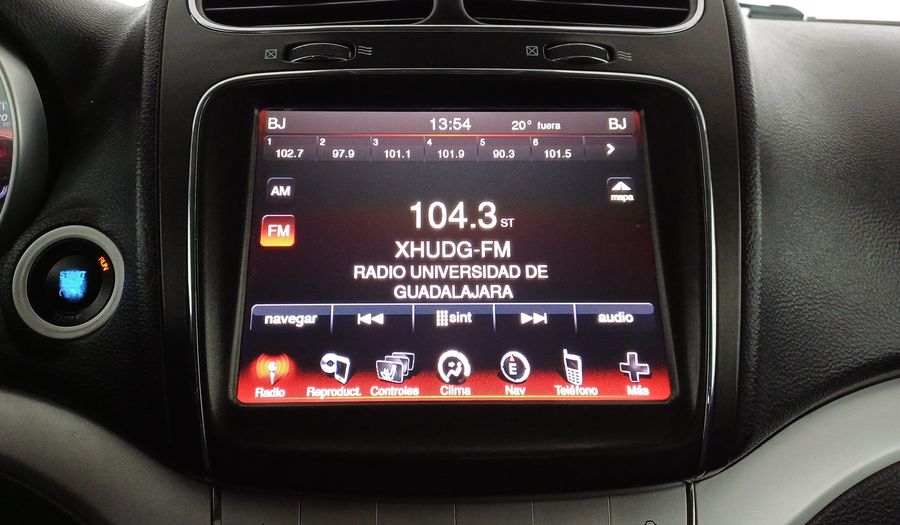 BJ 13:54 20° fuera BJ
1 2 3 4 5 6
102.7 97.9 101.1 101.9 90.3 101.5
AM
mapa
104.3 ST
FM
XHUDG-FM
RADIO UNIVERSIDAD DE
GUADALAJARA
RUN
START
navegar sint audio
E
Radio Reproduct. Controles Clima Nav Teléfono Más